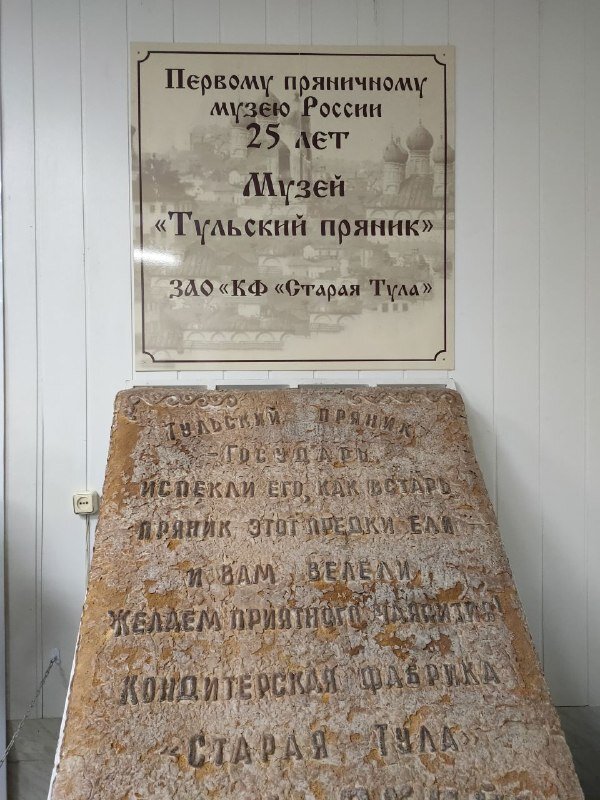 Первому пряничному
музею России
25 лет
Музей
«Тульский пряник»
ЗАО «КФ «Старая Тула»
Тульский пряник
-Государь.
испекли его, как встарь
пряник этот предки ели
и вам велели,
желаем приятного чаяпития!
Кондитерская фабрика
«Старая Тула»